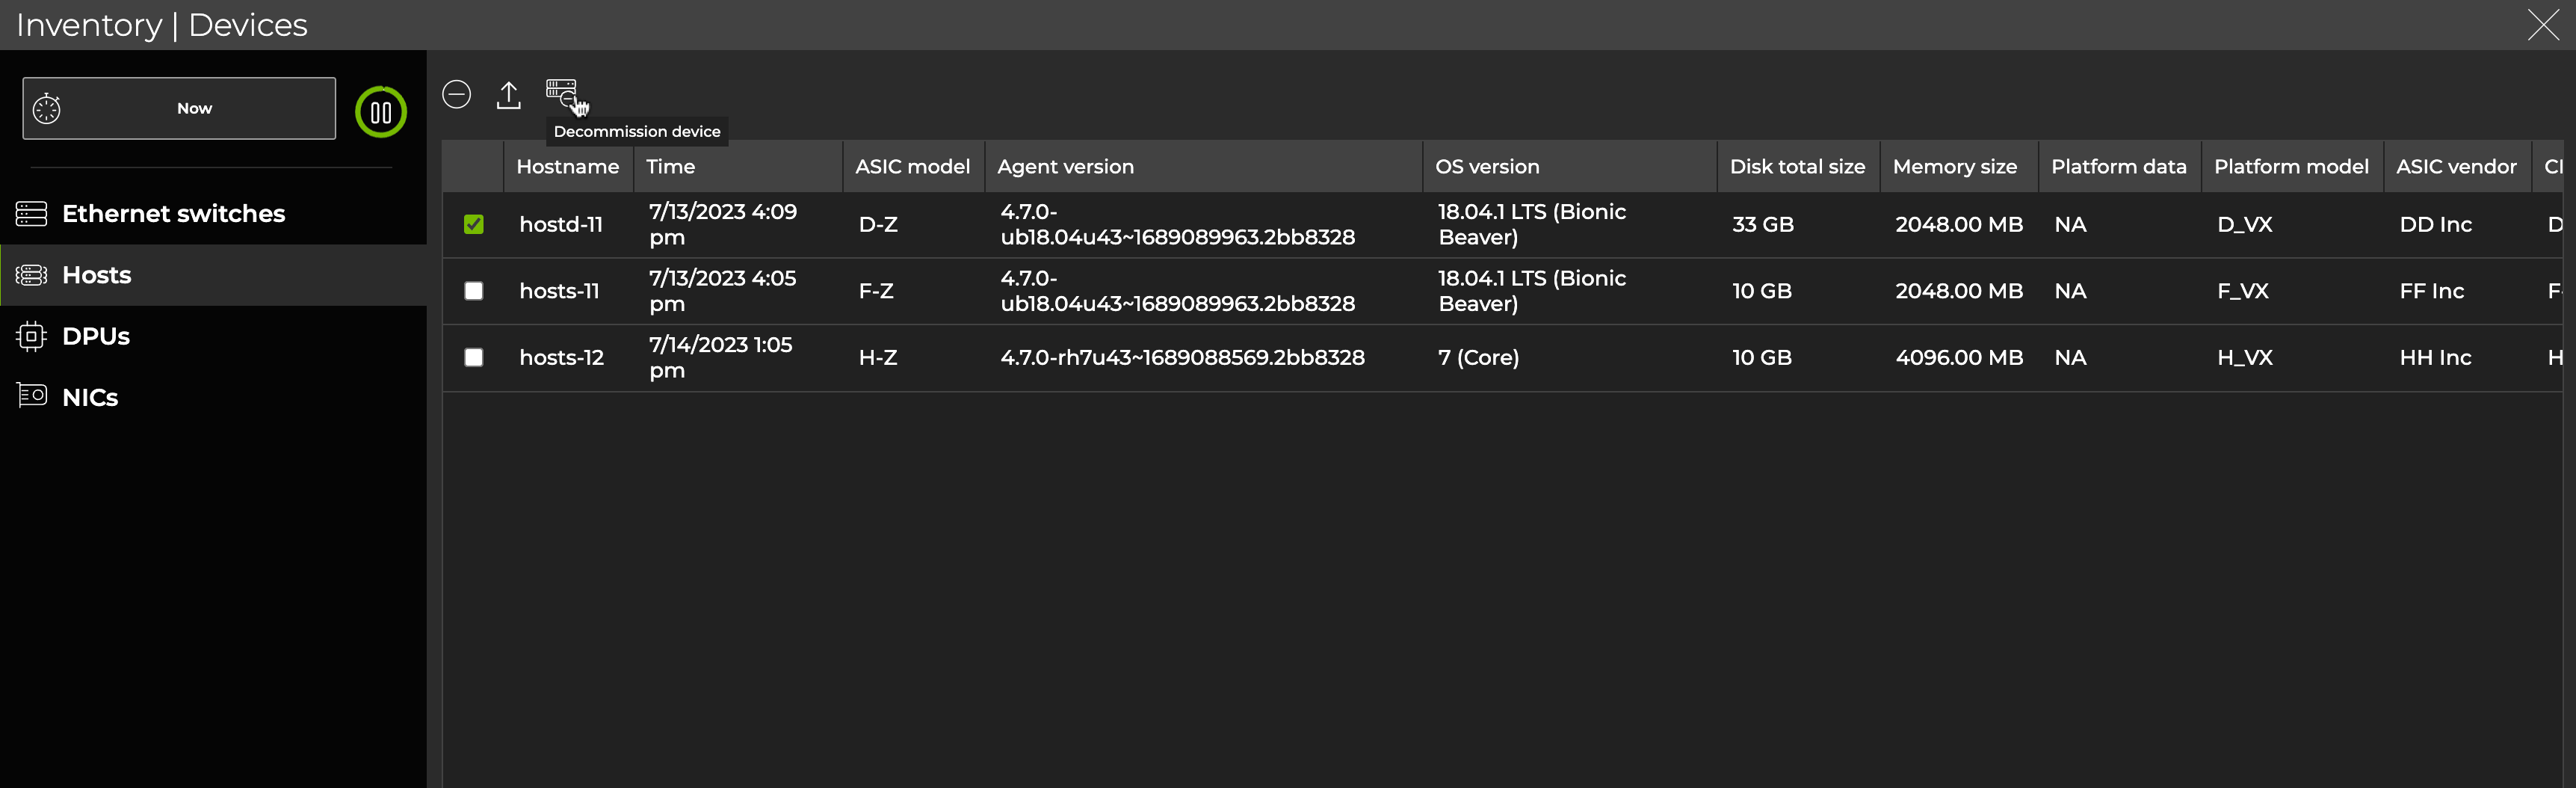 Inventory | Devices
Now
Decommission device
Ethernet switches
Hosts
DPUs
NICs
Hostname Time ASIC model Agent version OS version Disk total size Memory size Platform data Platform model ASIC vendor
hostd-11 7/13/2023 4:09 pm D-Z 4.7.0-ub18.04u43~1689089963.2bb8328 18.04.1 LTS (Bionic Beaver) 33 GB 2048.00 MB NA D_VX DD Inc
hosts-11 7/13/2023 4:05 pm F-Z 4.7.0-ub18.04u43~1689089963.2bb8328 18.04.1 LTS (Bionic Beaver) 10 GB 2048.00 MB NA F_VX FF Inc
hosts-12 7/14/2023 1:05 pm H-Z 4.7.0-rh7u43~1689088569.2bb8328 7 (Core) 10 GB 4096.00 MB NA H_VX HH Inc